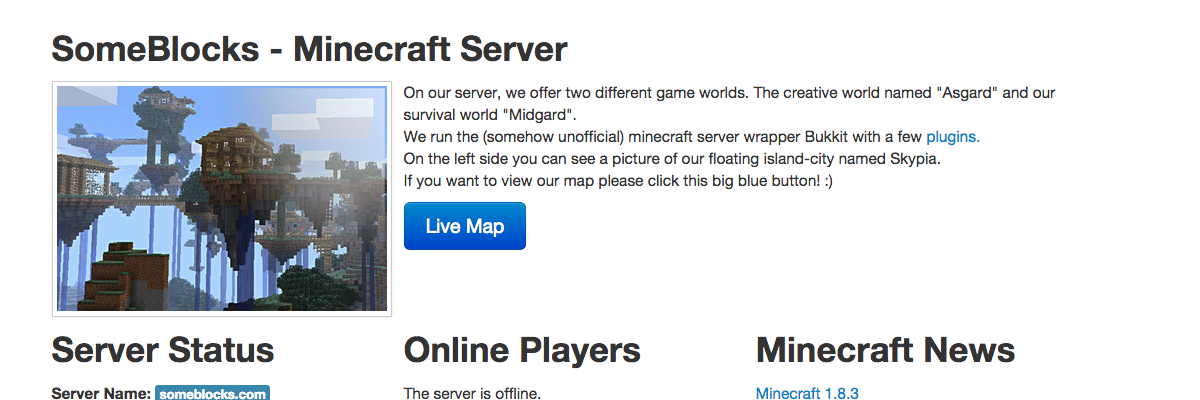 SomeBlocks - Minecraft Server
On our server, we offer two different game worlds. The creative world named "Asgard" and our
survival world "Midgard".
We run the (somehow unofficial) minecraft server wrapper Bukkit with a few plugins.
On the left side you can see a picture of our floating island-city named Skypia.
If you want to view our map please click this big blue button! :)
Live Map
Server Status
Server Name: someblocks.com
Online Players
The server is offline.
Minecraft News
Minecraft 1.8.3